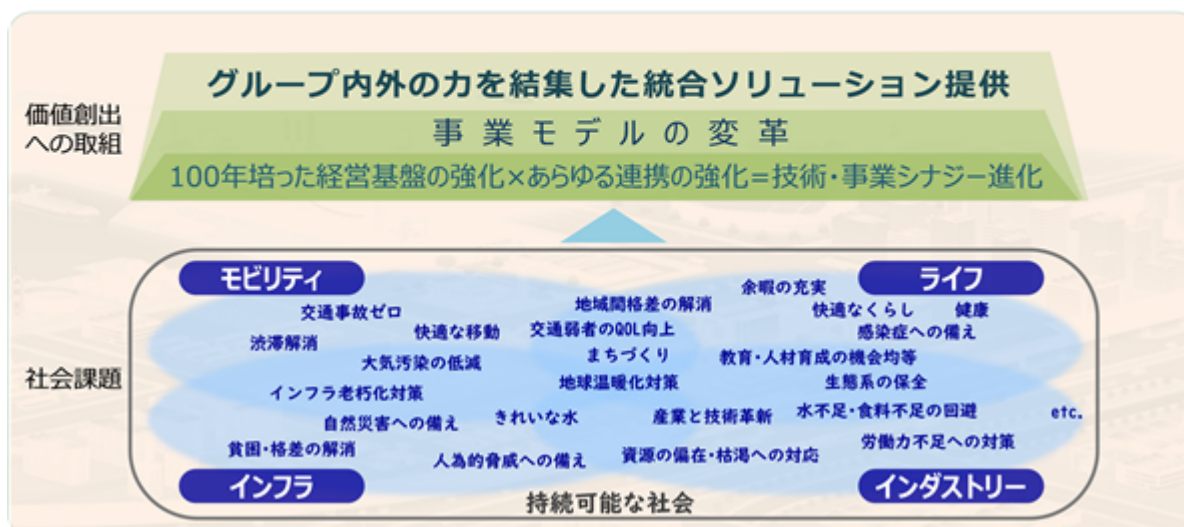 価値創出
への取組
グループ内外の力を結集した統合ソリューション提供
事業モデルの変革
100年培った経営基盤の強化×あらゆる連携の強化=技術・事業シナジー進化
社会課題
モビリティ
ライフ
余暇の充実
交通事故ゼロ
地域間格差の解消
快適なくらし
健康
渋滞解消
快適な移動
交通弱者のQOL向上
感染症への備え
大気汚染の低減
まちづくり
教育・人材育成の機会均等
インフラ老朽化対策
地球温暖化対策
生態系の保全
自然災害への備え
きれいな水
産業と技術革新
水不足・食料不足の回避
etc.
貧困・格差の解消
人為的脅威への備え
資源の偏在・枯渇への対応
労働力不足への対策
インフラ
インダストリー
持続可能な社会